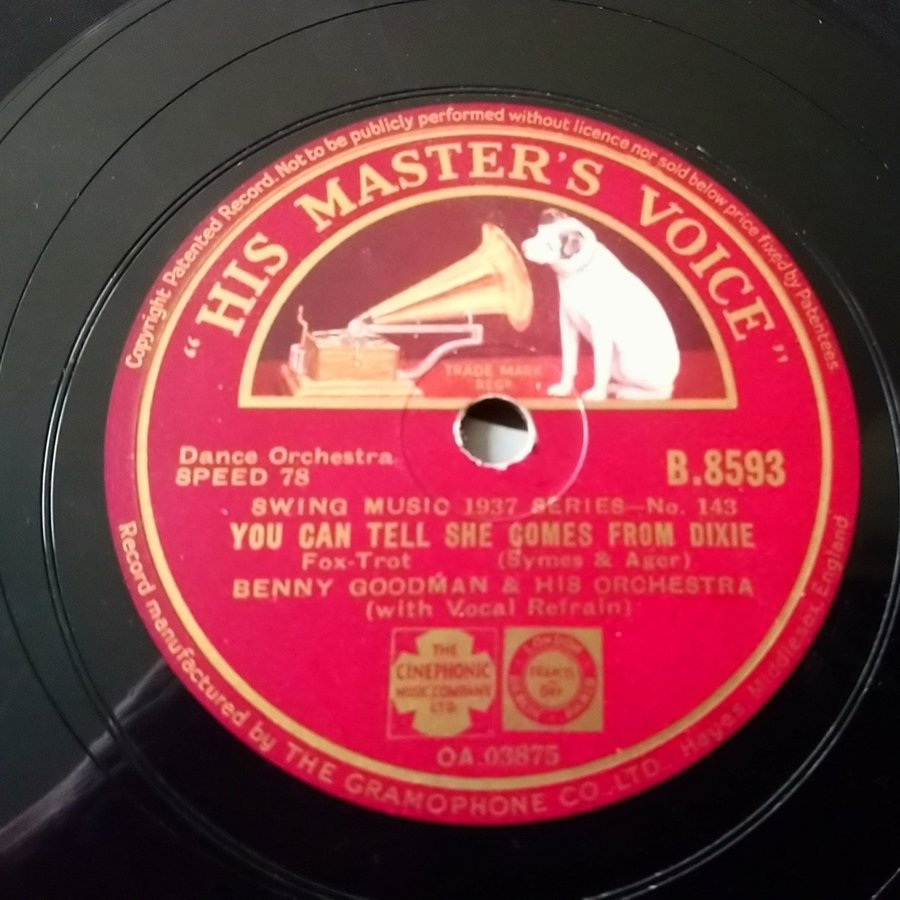 Copyright. Patented Record. Not to be publicly performed without licence nor sold below price fixed by Patentees
"HIS MASTER'S VOICE"
TRADE MARK
REGD
Dance Orchestra
SPEED 78
B.8593
SWING MUSIC 1937 SERIES—No. 143
YOU CAN TELL SHE COMES FROM DIXIE
Fox-Trot (Symes & Ager)
BENNY GOODMAN & HIS ORCHESTRA
(with Vocal Refrain)
THE
CINEPHONIC
MUSIC COMPANY
LTD.
LONDON
FRANCIS
DAY
OA.03875
Record manufactured by THE GRAMOPHONE CO., LTD., Hayes, Middlesex, England